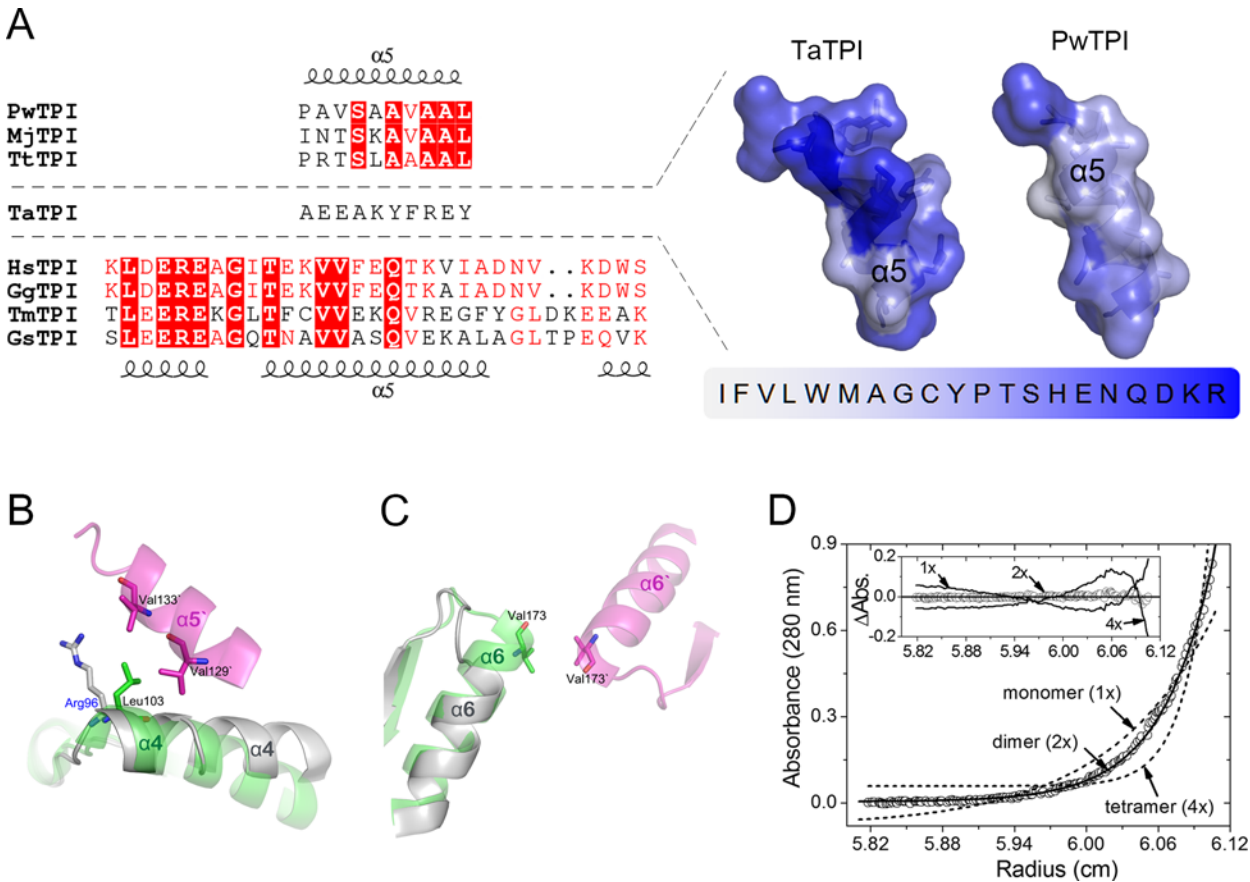 A
α5
PwTPI PAVSAAVAAL
MjTPI INTSKAVAAL
TtTPI PRTSLAAAAL
TaTPI AEEAKYFREY
HsTPI KLDEREAGITEKVVFEQTKVIADNV..KDWS
GgTPI KLDEREAGITEKVVFEQTKAIADNV..KDWS
TmTPI TLEEREKGLTFCVVEKQVREGFYGLDKEEAK
GsTPI SLEEREAGQTNAVVASQVEKALAGLTPEQVK
α5
TaTPI
PwTPI
α5
α5
IFVLWMAGCYPTSHENQDKR
B
Val133`
α5`
Val129`
Arg96
Leu103
α4
α4
C
α6`
Val173
α6
Val173`
α6
D
Absorbance (280 nm)
0.9
0.6
0.3
0.0
ΔAbs.
0.2
0.0
-0.2
1x
2x
4x
5.82 5.88 5.94 6.00 6.06 6.12
monomer (1x)
dimer (2x)
tetramer (4x)
5.82 5.88 5.94 6.00 6.06 6.12
Radius (cm)